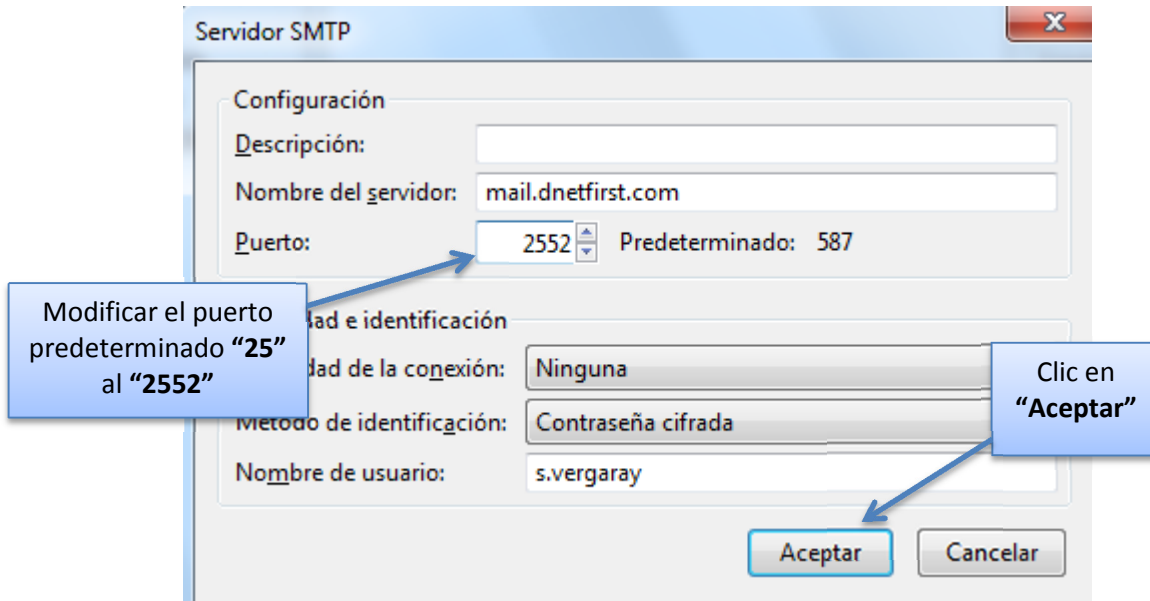 Servidor SMTP
Configuración
Descripción:
Nombre del servidor: mail.dnetfirst.com
Puerto: 2552 Predeterminado: 587
Modificar el puerto
predeterminado “25”
al “2552”
dad e identificación
dad de la conexión: Ninguna
Clic en
“Aceptar”
Método de identificación: Contraseña cifrada
Nombre de usuario: s.vergaray
Aceptar Cancelar